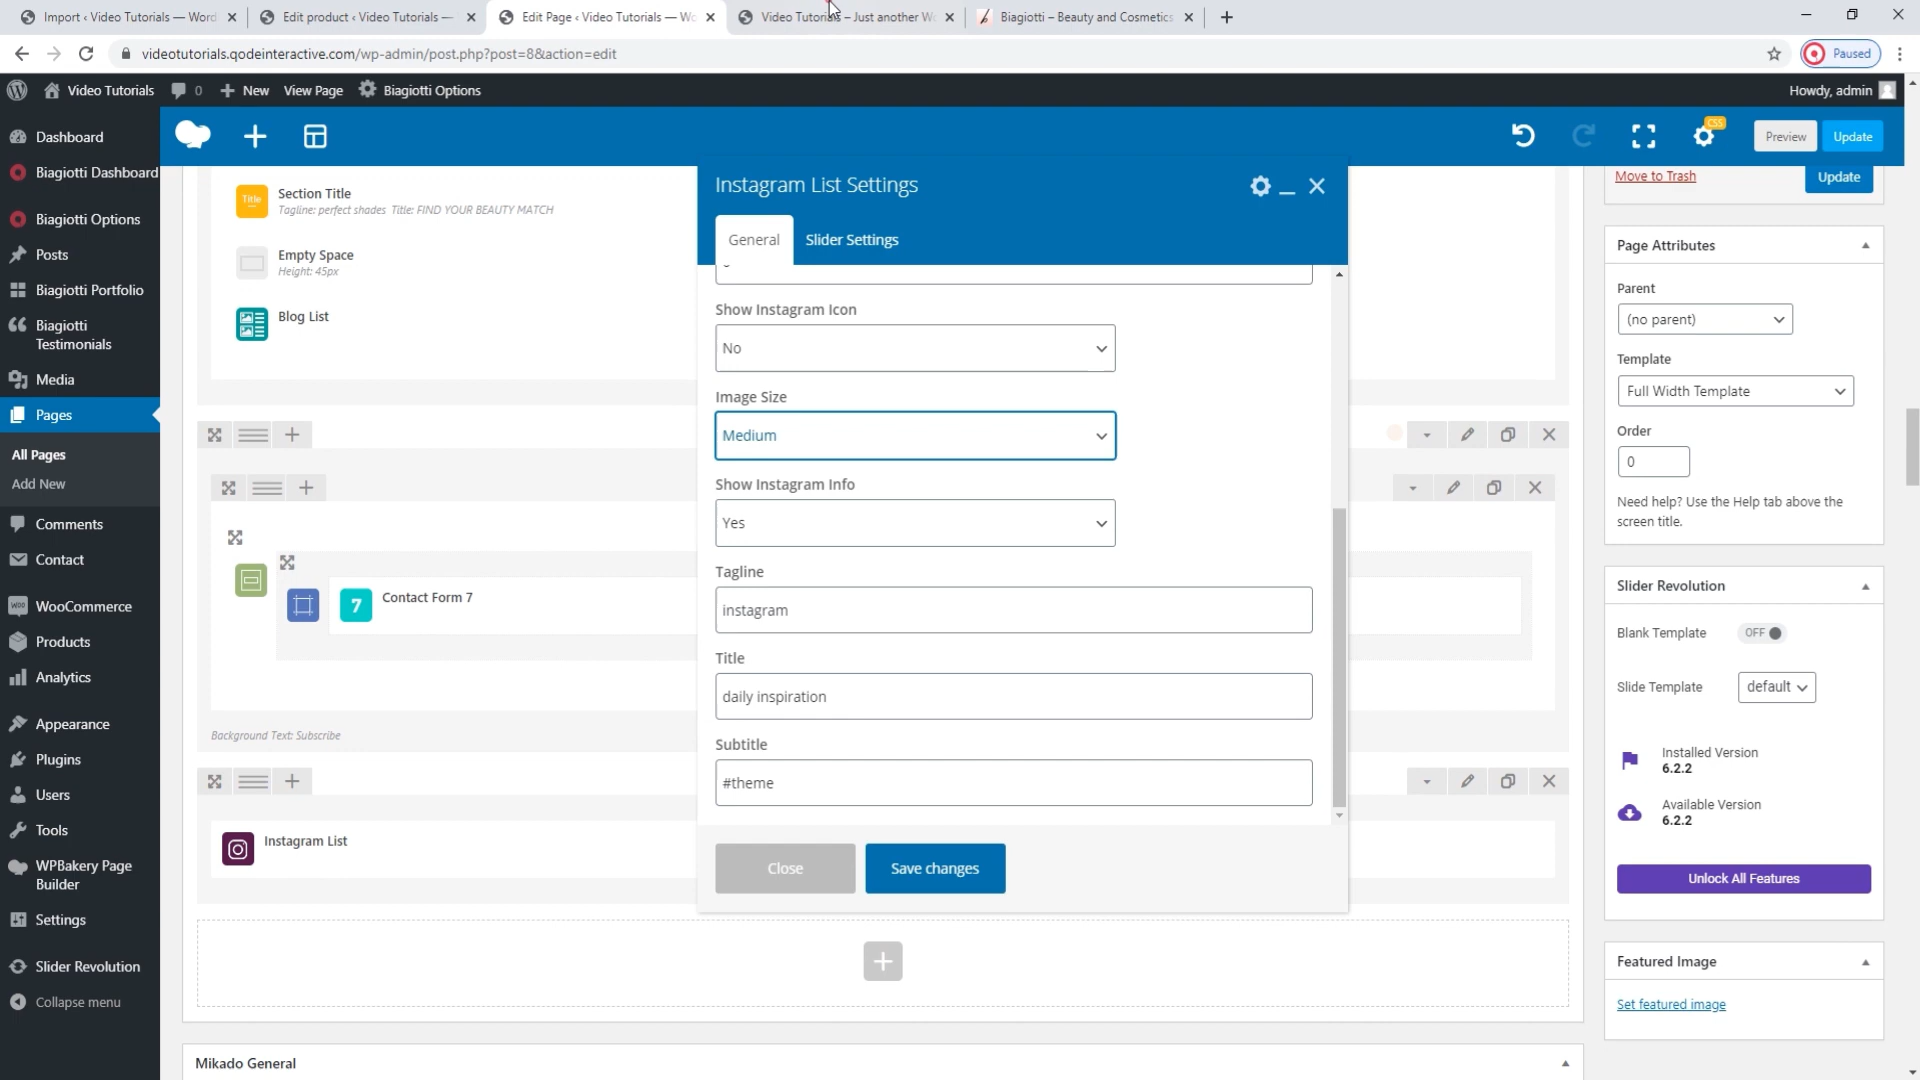 Import ‹ Video Tutorials — Word
Edit product ‹ Video Tutorials —
Edit Page ‹ Video Tutorials — Wo
Video Tutorials – Just another W
Biagiotti – Beauty and Cosmetics
videotutorials.qodeinteractive.com/wp-admin/post.php?post=8&action=edit
Paused
Video Tutorials
0
New
View Page
Biagiotti Options
Howdy, admin
Dashboard
Biagiotti Dashboard
Biagiotti Options
Posts
Biagiotti Portfolio
Biagiotti
Testimonials
Media
Pages
All Pages
Add New
Comments
Contact
WooCommerce
Products
Analytics
Appearance
Plugins
Users
Tools
WPBakery Page
Builder
Settings
Slider Revolution
Collapse menu
CSS
Preview
Update
Title
Section Title
Tagline: perfect shades Title: FIND YOUR BEAUTY MATCH
Empty Space
Height: 45px
Blog List
7
Contact Form 7
Background Text: Subscribe
Instagram List
Mikado General
Instagram List Settings
General
Slider Settings
Show Instagram Icon
No
Image Size
Medium
Show Instagram Info
Yes
Tagline
instagram
Title
daily inspiration
Subtitle
#theme
Close
Save changes
Move to Trash
Update
Page Attributes
Parent
(no parent)
Template
Full Width Template
Order
0
Need help? Use the Help tab above the
screen title.
Slider Revolution
Blank Template
OFF
Slide Template
default
Installed Version
6.2.2
Available Version
6.2.2
Unlock All Features
Featured Image
Set featured image